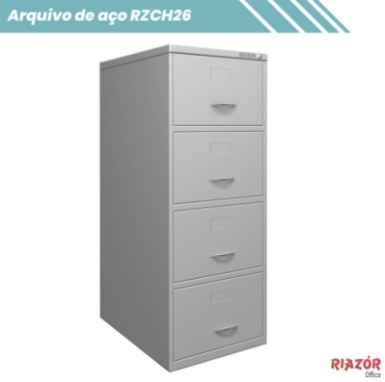 Arquivo de aço RZCH26
RIAZÓR
Office